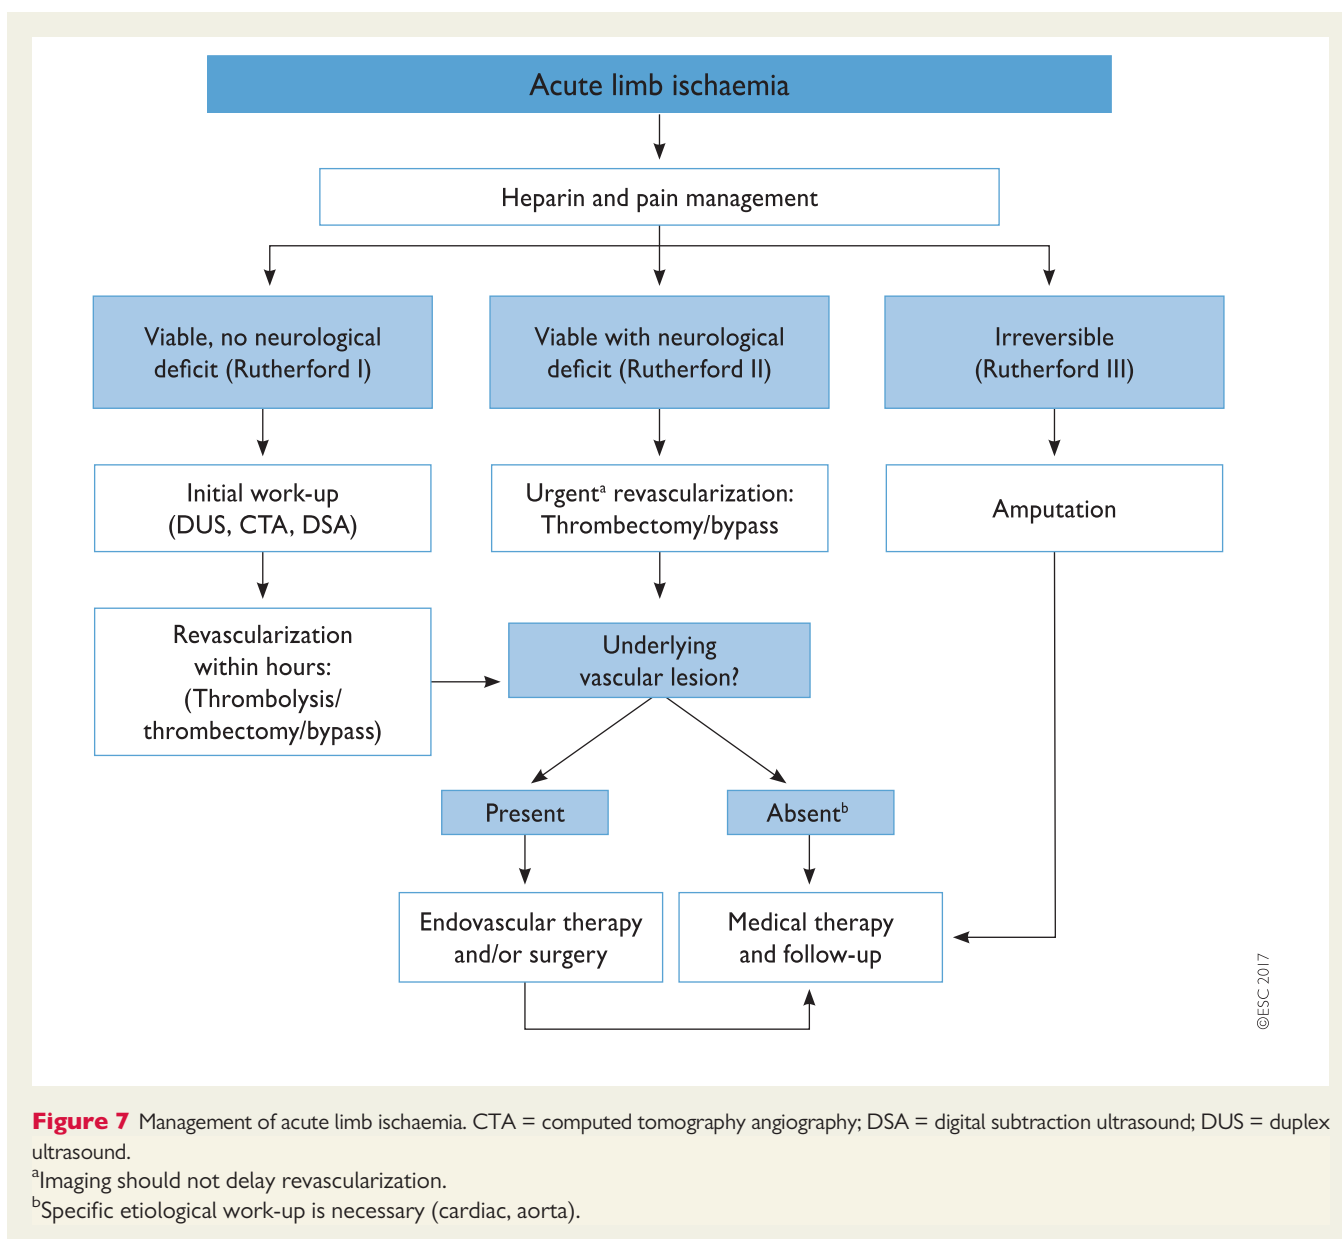 Acute limb ischaemia
Heparin and pain management
Viable, no neurological
deficit (Rutherford I)
Viable with neurological
deficit (Rutherford II)
Irreversible
(Rutherford III)
Initial work-up
(DUS, CTA, DSA)
Urgentᵃ revascularization:
Thrombectomy/bypass
Amputation
Revascularization
within hours:
(Thrombolysis/
thrombectomy/bypass)
Underlying
vascular lesion?
Present
Absentᵇ
Endovascular therapy
and/or surgery
Medical therapy
and follow-up
©ESC 2017
Figure 7 Management of acute limb ischaemia. CTA = computed tomography angiography; DSA = digital subtraction ultrasound; DUS = duplex
ultrasound.
ᵃImaging should not delay revascularization.
ᵇSpecific etiological work-up is necessary (cardiac, aorta).